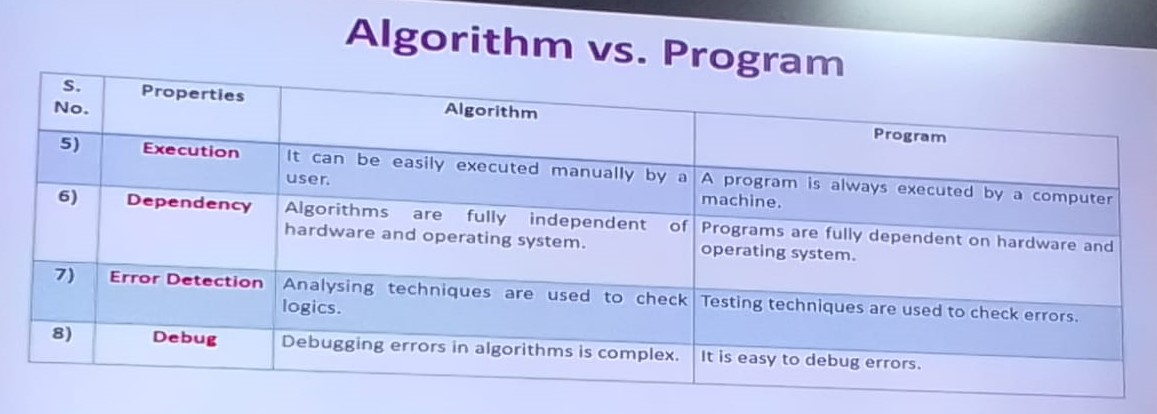 Algorithm vs. Program
S. No.
Properties
Algorithm
Program
5)
Execution
It can be easily executed manually by a
user.
A program is always executed by a computer
machine.
6)
Dependency
Algorithms are fully independent of
hardware and operating system.
Programs are fully dependent on hardware and
operating system.
7)
Error Detection
Analysing techniques are used to check
logics.
Testing techniques are used to check errors.
8)
Debug
Debugging errors in algorithms is complex.
It is easy to debug errors.